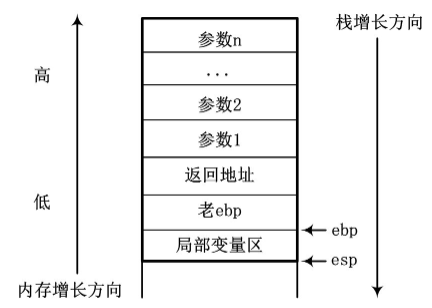 栈增长方向
参数n
...
高
参数2
参数1
返回地址
低
老ebp
ebp
局部变量区
esp
内存增长方向